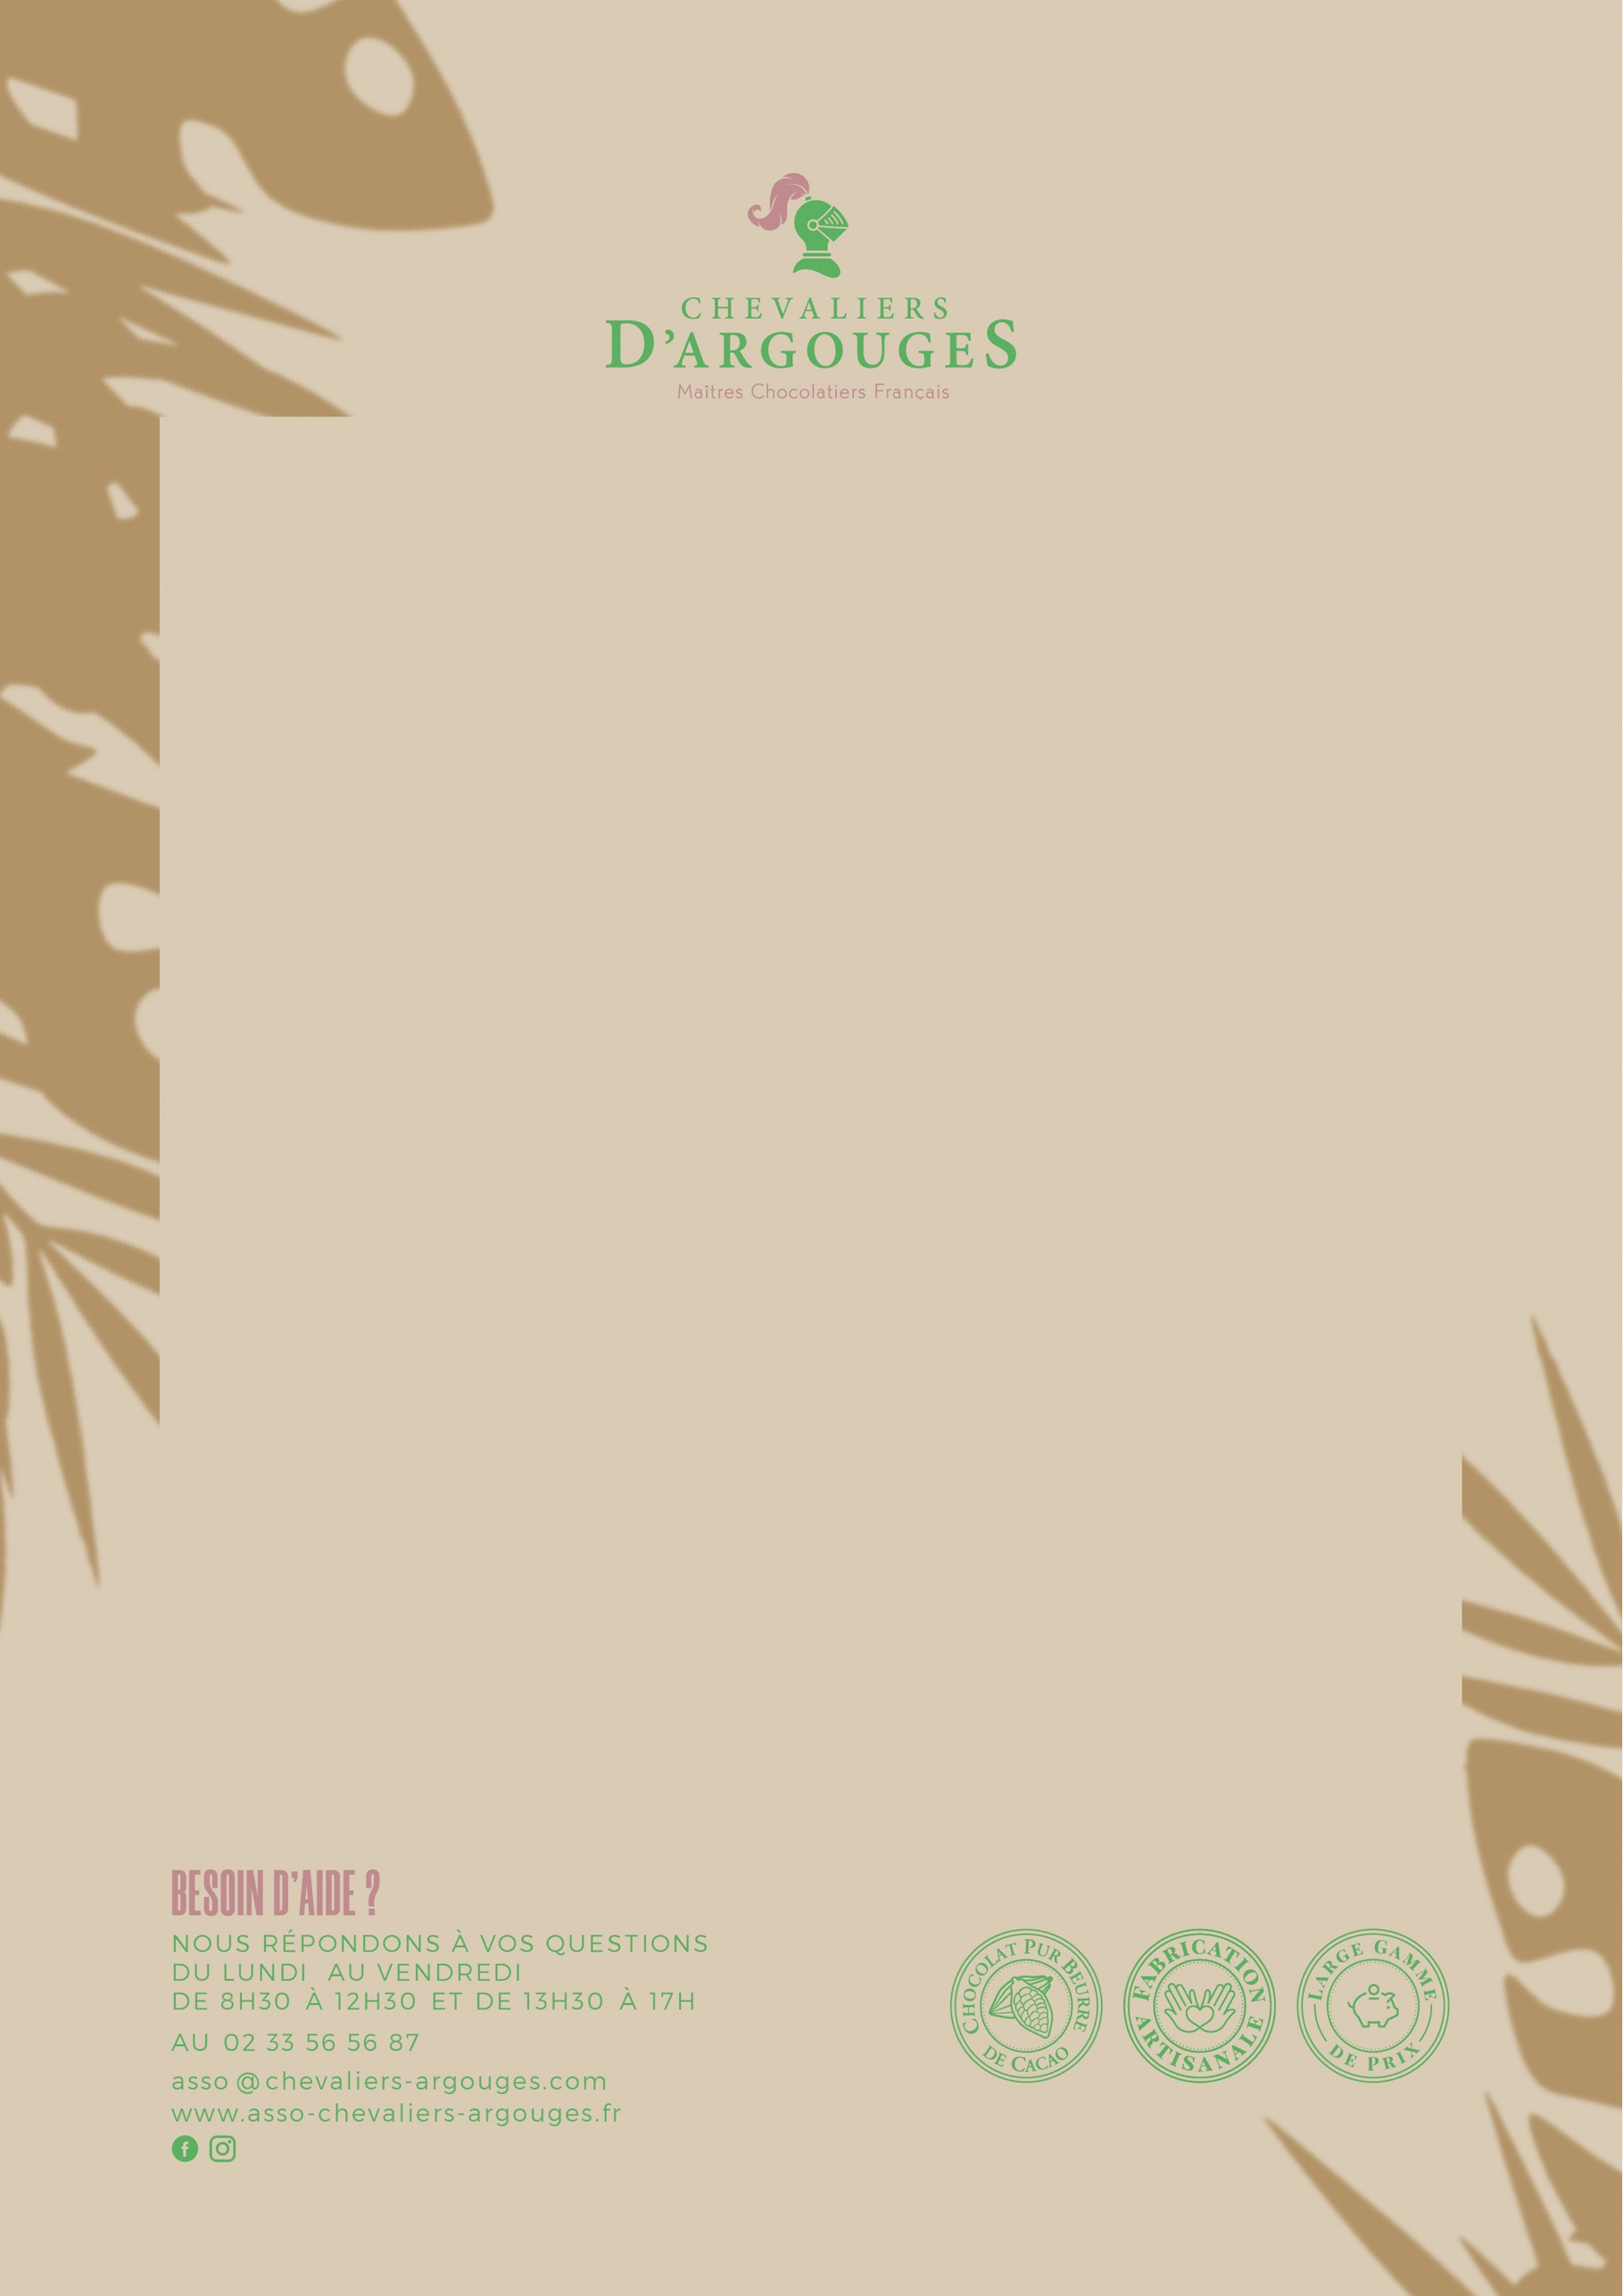 CHEVALIERS
D'ARGOUGES
Maîtres Chocolatiers Français
BESOIN D'AIDE ?
NOUS RÉPONDONS À VOS QUESTIONS
DU LUNDI AU VENDREDI
DE 8H30 À 12H30 ET DE 13H30 À 17H
AU 02 33 56 56 87
asso @ chevaliers-argouges.com
www.asso-chevaliers-argouges.fr
CHOCOLAT PUR BEURRE
DE CACAO
FABRICATION
ARTISANALE
LARGE GAMME
DE PRIX